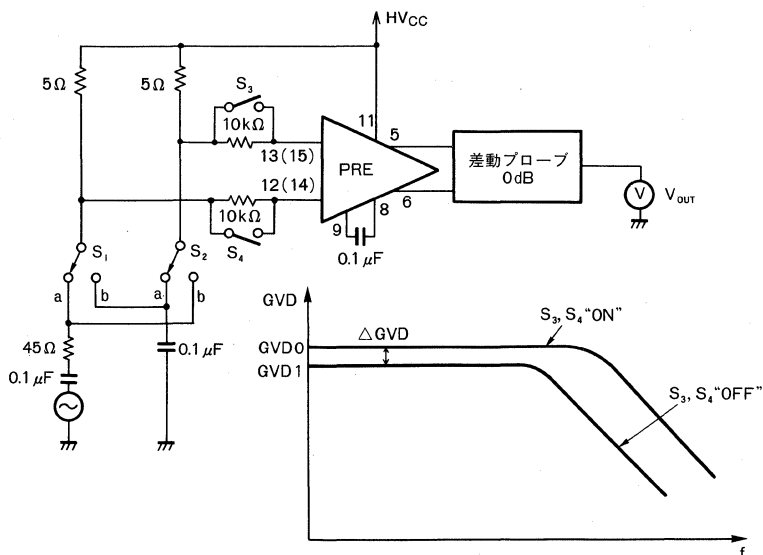 HVCC
5Ω
5Ω
S3
10kΩ
13(15)
12(14)
10kΩ
S4
11
PRE
5
6
8
9
0.1μF
差動プローブ
0dB
V
VOUT
S1
S2
a
b
a
b
45Ω
0.1μF
0.1μF
GVD
△GVD
S3, S4 "ON"
GVD0
GVD1
S3, S4 "OFF"
f